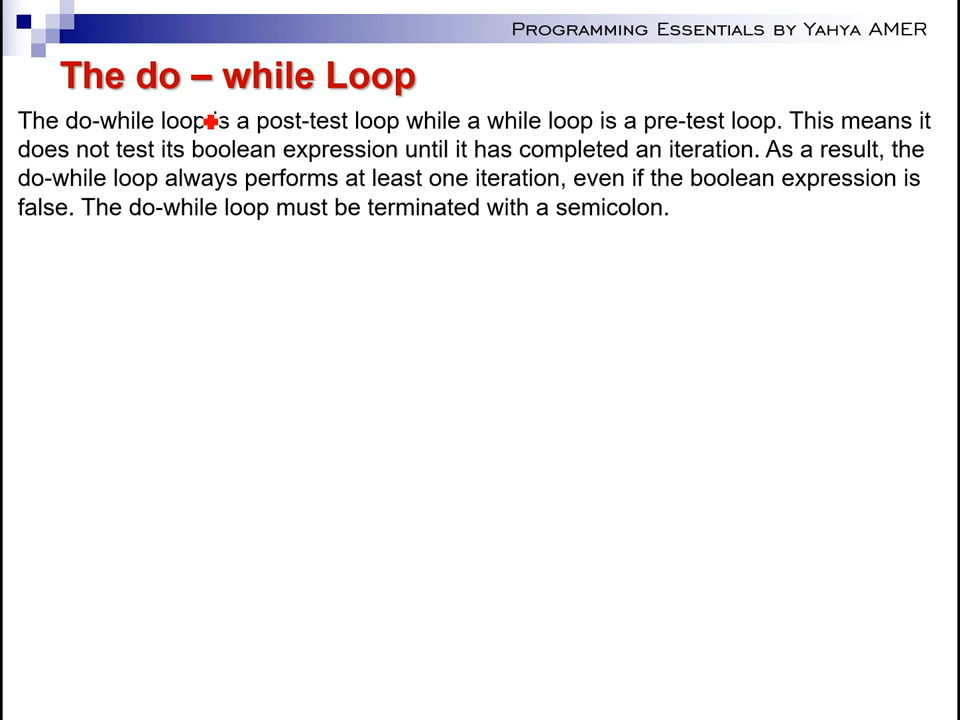 Programming Essentials by Yahya AMER
The do – while Loop
The do-while loop is a post-test loop while a while loop is a pre-test loop. This means it
does not test its boolean expression until it has completed an iteration. As a result, the
do-while loop always performs at least one iteration, even if the boolean expression is
false. The do-while loop must be terminated with a semicolon.